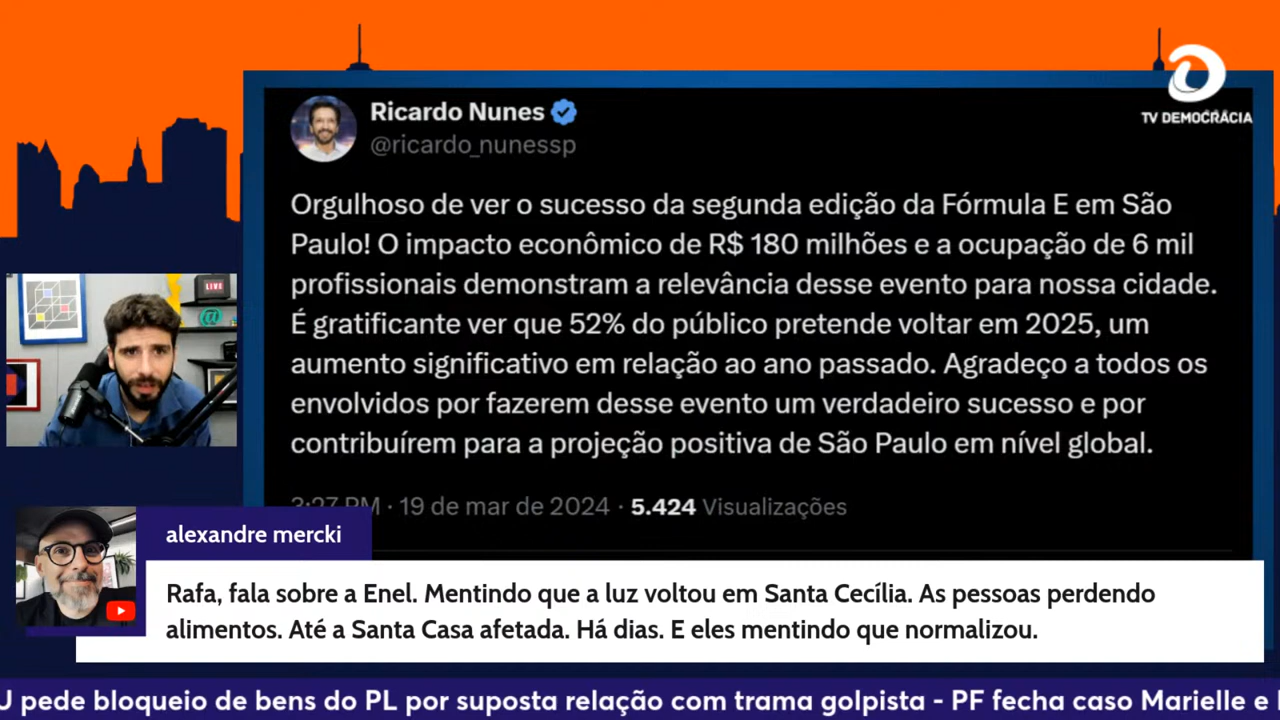 TV DEMOCRACIA
Ricardo Nunes
@ricardo_nunessp
Orgulhoso de ver o sucesso da segunda edição da Fórmula E em São
Paulo! O impacto econômico de R$ 180 milhões e a ocupação de 6 mil
profissionais demonstram a relevância desse evento para nossa cidade.
É gratificante ver que 52% do público pretende voltar em 2025, um
aumento significativo em relação ao ano passado. Agradeço a todos os
envolvidos por fazerem desse evento um verdadeiro sucesso e por
contribuírem para a projeção positiva de São Paulo em nível global.
3:27 PM · 19 de mar de 2024 · 5.424 Visualizações
LIVE
@
alexandre mercki
Rafa, fala sobre a Enel. Mentindo que a luz voltou em Santa Cecília. As pessoas perdendo
alimentos. Até a Santa Casa afetada. Há dias. E eles mentindo que normalizou.
U pede bloqueio de bens do PL por suposta relação com trama golpista - PF fecha caso Marielle e